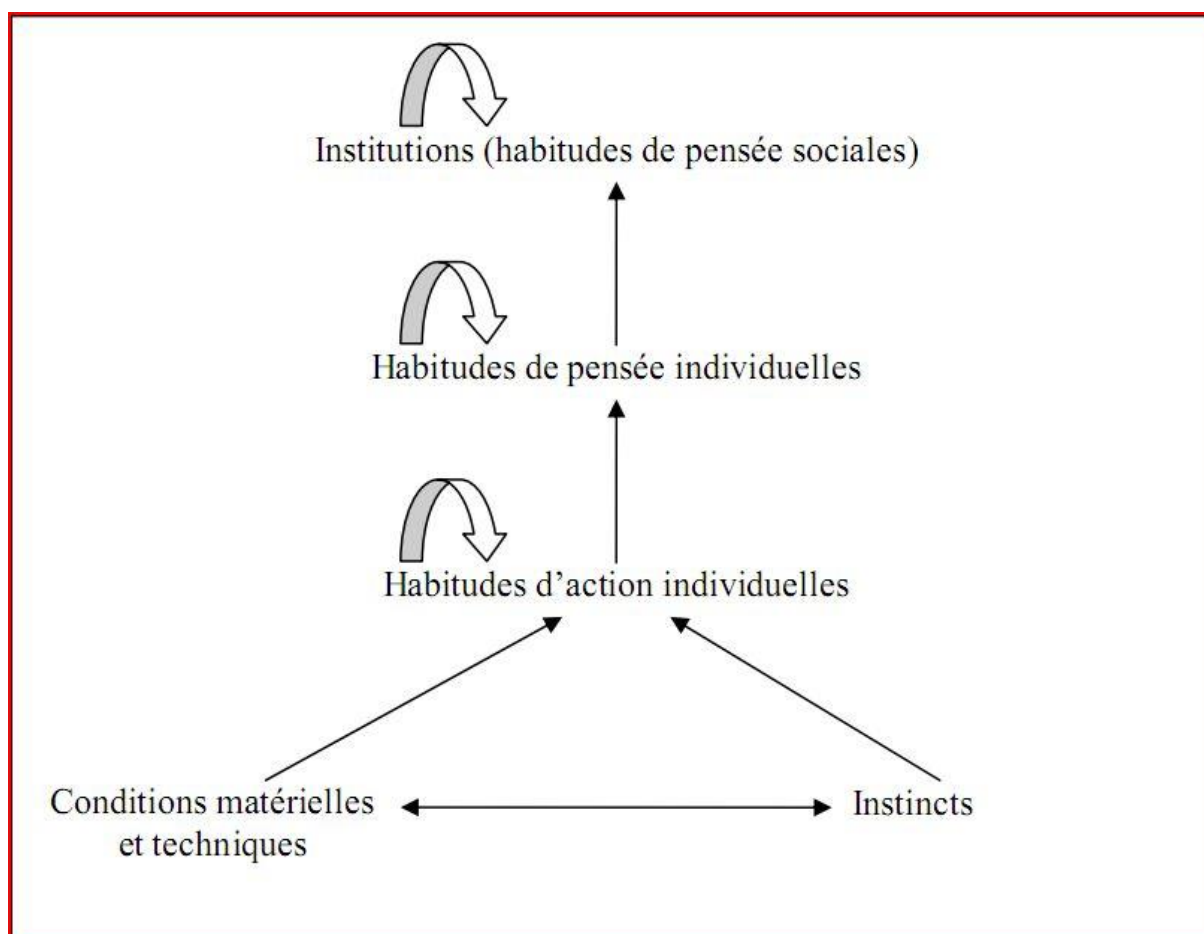 Institutions (habitudes de pensée sociales)
Habitudes de pensée individuelles
Habitudes d’action individuelles
Conditions matérielles
et techniques
Instincts